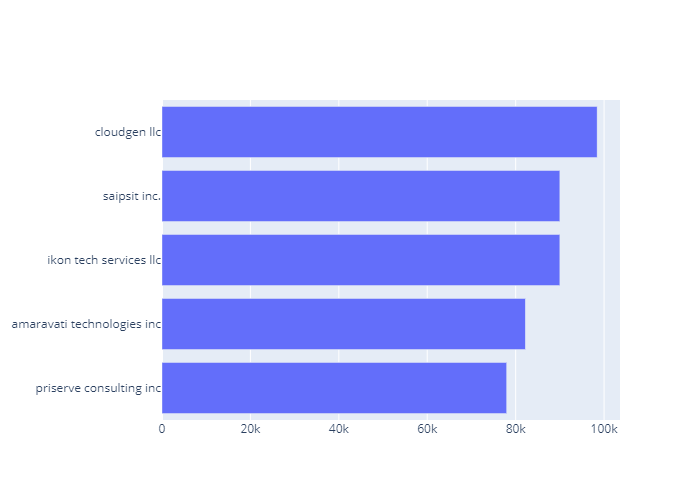 cloudgen llc
saipsit inc.
ikon tech services llc
amaravati technologies inc
priserve consulting inc
0 20k 40k 60k 80k 100k